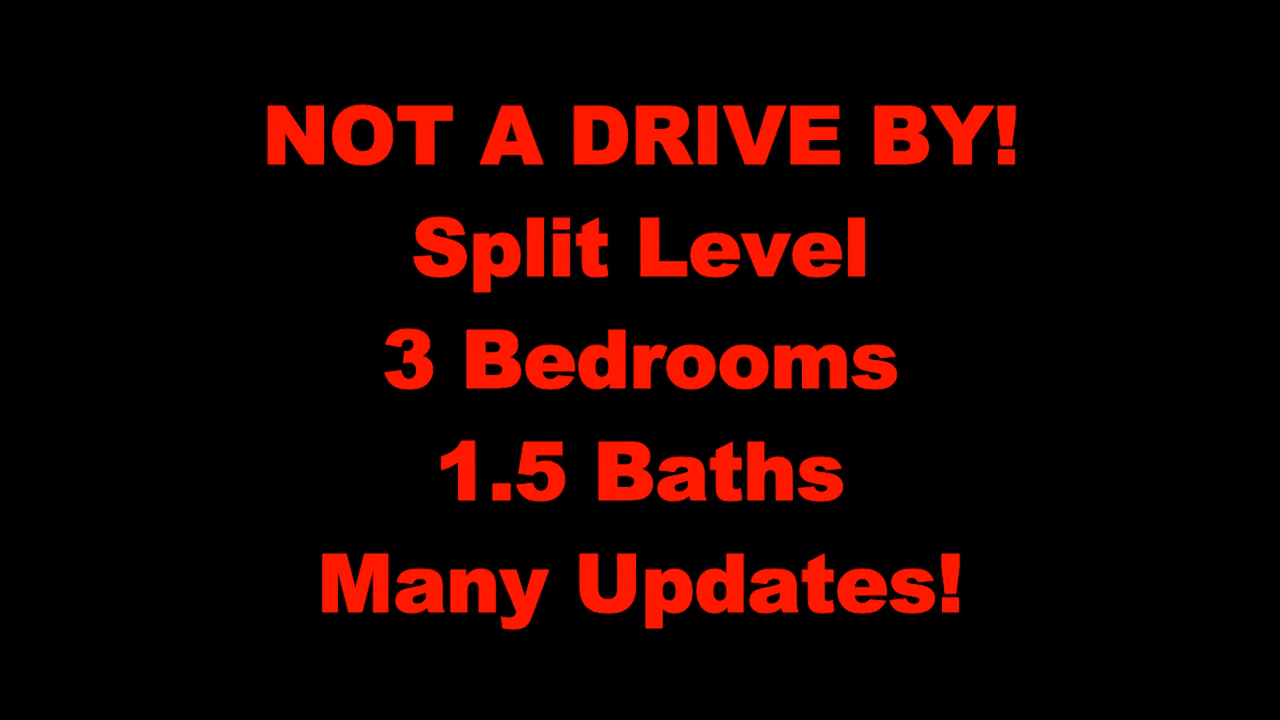 NOT A DRIVE BY!
Split Level
3 Bedrooms
1.5 Baths
Many Updates!